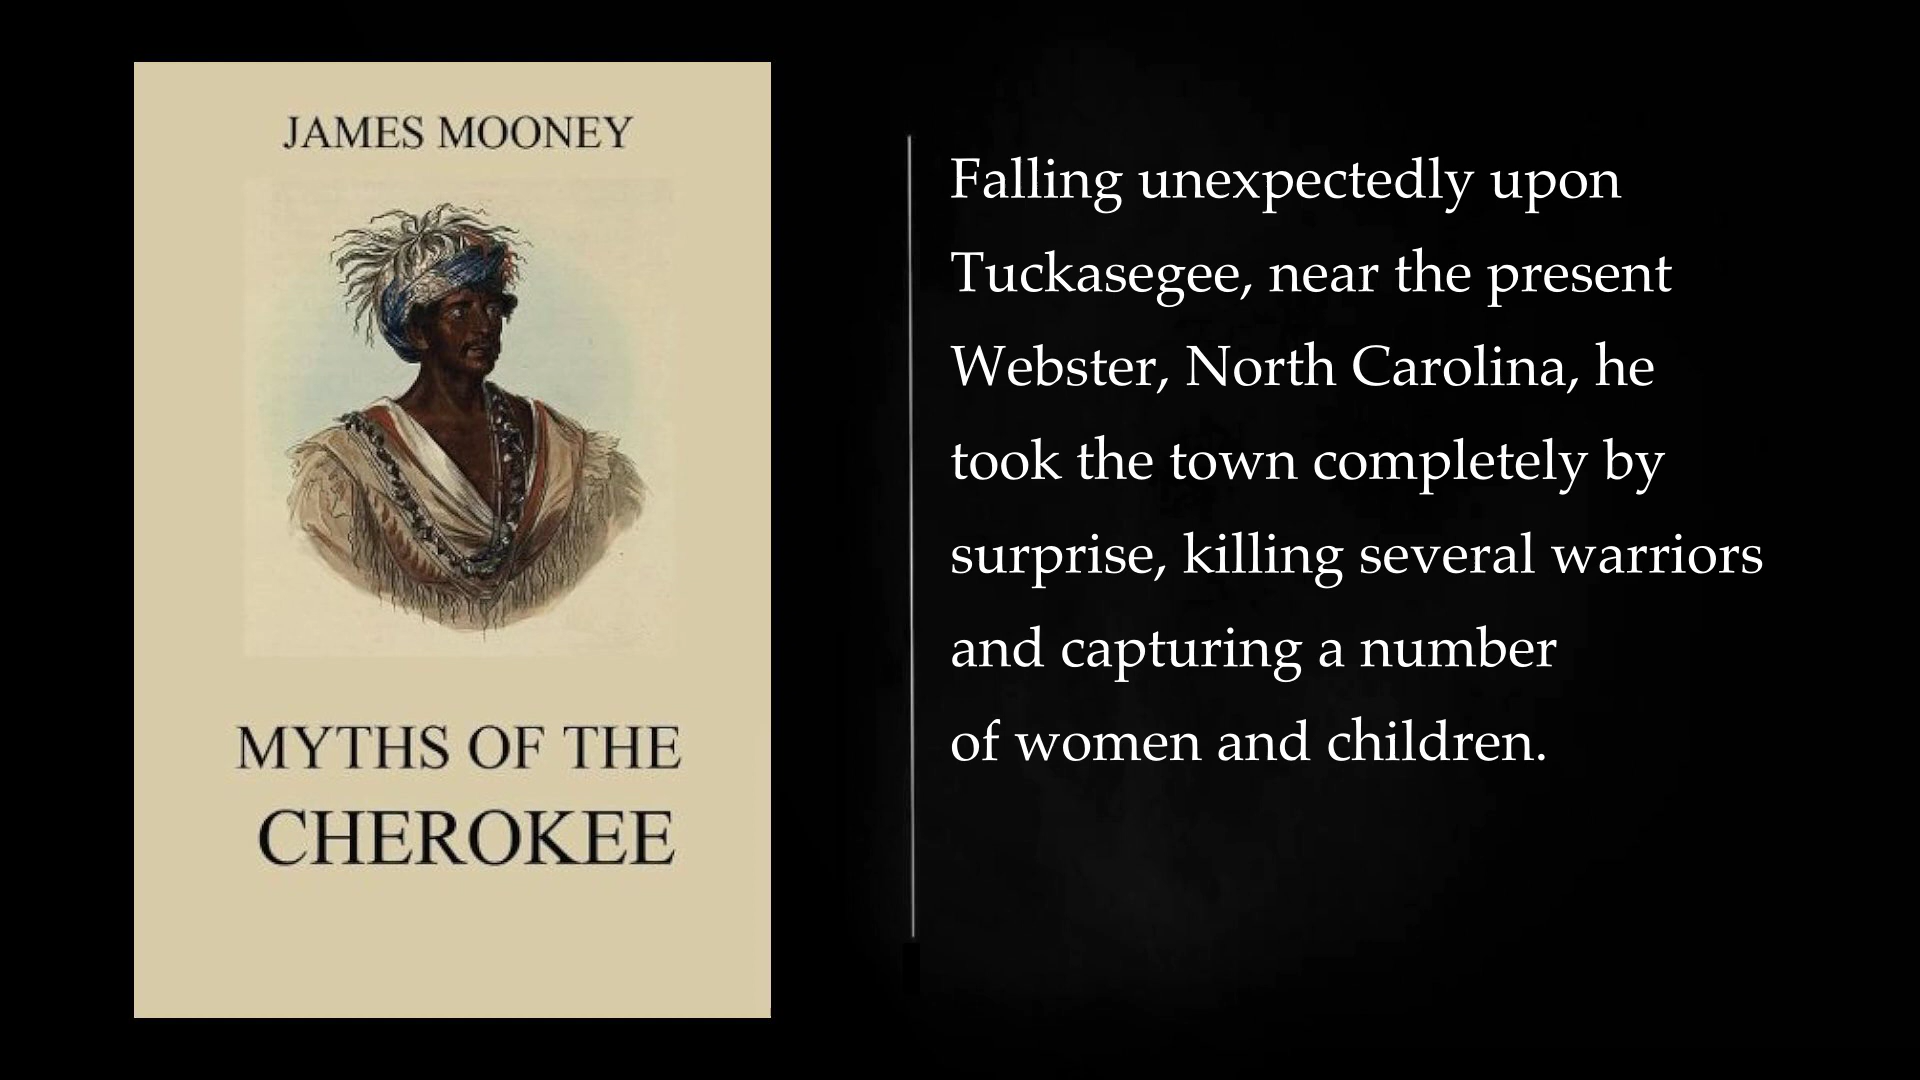 JAMES MOONEY
MYTHS OF THE
CHEROKEE
Falling unexpectedly upon
Tuckasegee, near the present
Webster, North Carolina, he
took the town completely by
surprise, killing several warriors
and capturing a number
of women and children.